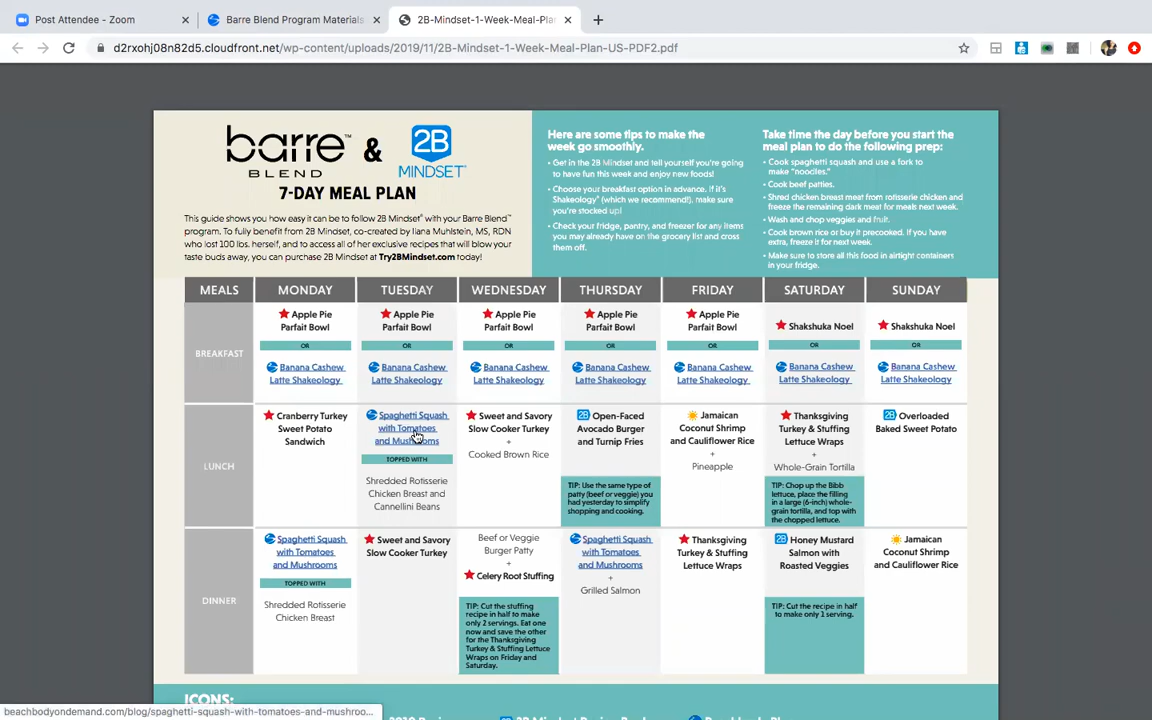 Post Attendee - Zoom
Barre Blend Program Materials
2B-Mindset-1-Week-Meal-Plan
d2rxohj08n82d5.cloudfront.net/wp-content/uploads/2019/11/2B-Mindset-1-Week-Meal-Plan-US-PDF2.pdf
barre™ & 2B
BLEND MINDSET
7-DAY MEAL PLAN
This guide shows you how easy it can be to follow 2B Mindset® with your Barre Blend™
program. To fully benefit from 2B Mindset, co-created by Ilana Muhlstein, MS, RDN
who lost 100 lbs. herself, and to access all of her exclusive recipes that will blow your
taste buds away, you can purchase 2B Mindset at Try2BMindset.com today!
Here are some tips to make the
week go smoothly.
• Get in the 2B Mindset and tell yourself you're going
to have fun this week and enjoy new foods!
• Choose your breakfast option in advance. If it's
Shakeology® (which we recommend!), make sure
you're stocked up!
• Check your fridge, pantry, and freezer for any items
you may already have on the grocery list and cross
them off.
Take time the day before you start the
meal plan to do the following prep:
• Cook spaghetti squash and use a fork to
make "noodles."
• Cook beef patties.
• Shred chicken breast meat from rotisserie chicken and
freeze the remaining dark meat for meals next week.
• Wash and chop veggies and fruit.
• Cook brown rice or buy it precooked. If you have
extra, freeze it for next week.
• Make sure to store all this food in airtight containers
in your fridge.
MEALS MONDAY TUESDAY WEDNESDAY THURSDAY FRIDAY SATURDAY SUNDAY
BREAKFAST
Apple Pie
Parfait Bowl
OR
Banana Cashew
Latte Shakeology
Apple Pie
Parfait Bowl
OR
Banana Cashew
Latte Shakeology
Apple Pie
Parfait Bowl
OR
Banana Cashew
Latte Shakeology
Apple Pie
Parfait Bowl
OR
Banana Cashew
Latte Shakeology
Apple Pie
Parfait Bowl
OR
Banana Cashew
Latte Shakeology
Shakshuka Noel
OR
Banana Cashew
Latte Shakeology
Shakshuka Noel
OR
Banana Cashew
Latte Shakeology
LUNCH
Cranberry Turkey
Sweet Potato
Sandwich
Spaghetti Squash
with Tomatoes
and Mushrooms
TOPPED WITH
Shredded Rotisserie
Chicken Breast and
Cannellini Beans
Sweet and Savory
Slow Cooker Turkey
+
Cooked Brown Rice
2B Open-Faced
Avocado Burger
and Turnip Fries
TIP: Use the same type of
patty (beef or veggie) you
had yesterday to simplify
shopping and cooking.
Jamaican
Coconut Shrimp
and Cauliflower Rice
+
Pineapple
Thanksgiving
Turkey & Stuffing
Lettuce Wraps
+
Whole-Grain Tortilla
TIP: Chop up the Bibb
lettuce, place the filling
in a large (6-inch) whole-
grain tortilla, and top with
the chopped lettuce.
2B Overloaded
Baked Sweet Potato
DINNER
Spaghetti Squash
with Tomatoes
and Mushrooms
TOPPED WITH
Shredded Rotisserie
Chicken Breast
Sweet and Savory
Slow Cooker Turkey
Beef or Veggie
Burger Patty
+
Celery Root Stuffing
TIP: Cut the stuffing
recipe in half to make
only 2 servings. Eat one
now and save the other
for the Thanksgiving
Turkey & Stuffing Lettuce
Wraps on Friday and
Saturday.
Spaghetti Squash
with Tomatoes
and Mushrooms
+
Grilled Salmon
Thanksgiving
Turkey & Stuffing
Lettuce Wraps
2B Honey Mustard
Salmon with
Roasted Veggies
TIP: Cut the recipe in half
to make only 1 serving.
Jamaican
Coconut Shrimp
and Cauliflower Rice
ICONS:
beachbodyondemand.com/blog/spaghetti-squash-with-tomatoes-and-mushroo...